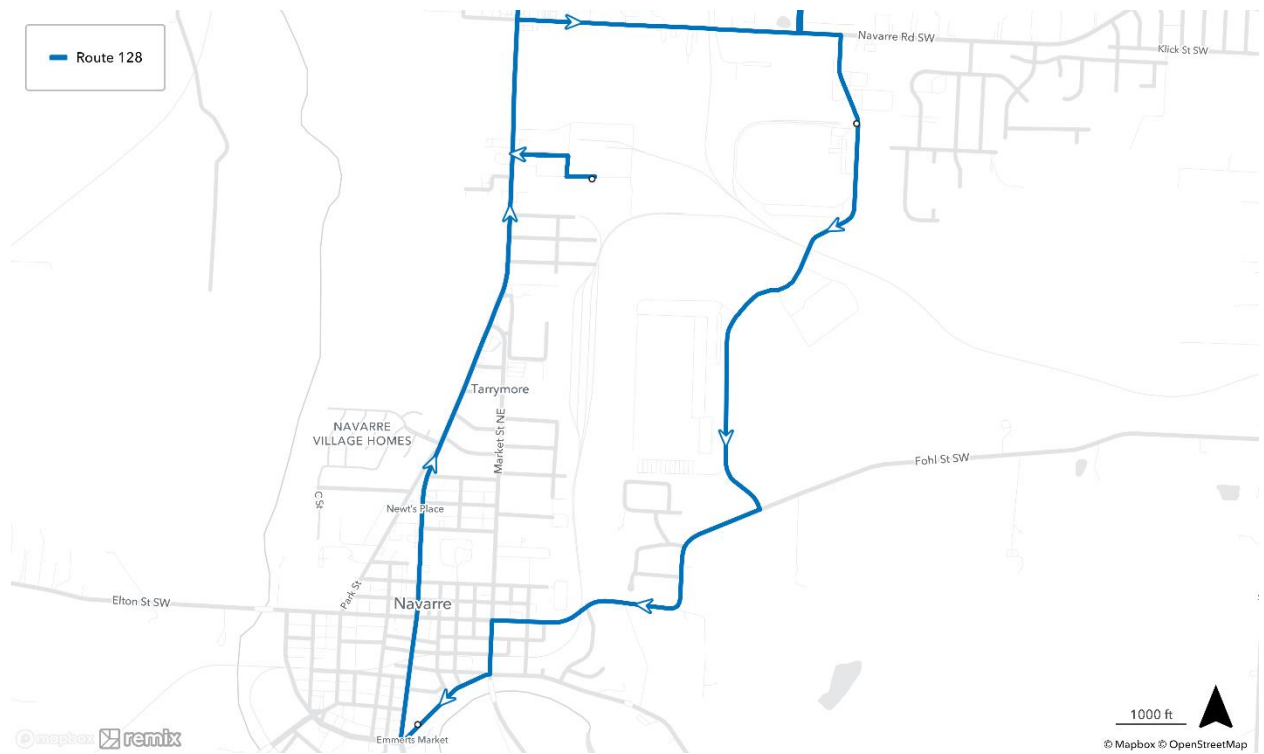 Route 128
Navarre Rd SW
Klick St SW
Tarrymore
NAVARRE
VILLAGE HOMES
Market St NE
Fohl St SW
C St
Newt's Place
Park St
Elton St SW
Navarre
Emmerts Market
1000 ft
mapbox remix
© Mapbox © OpenStreetMap